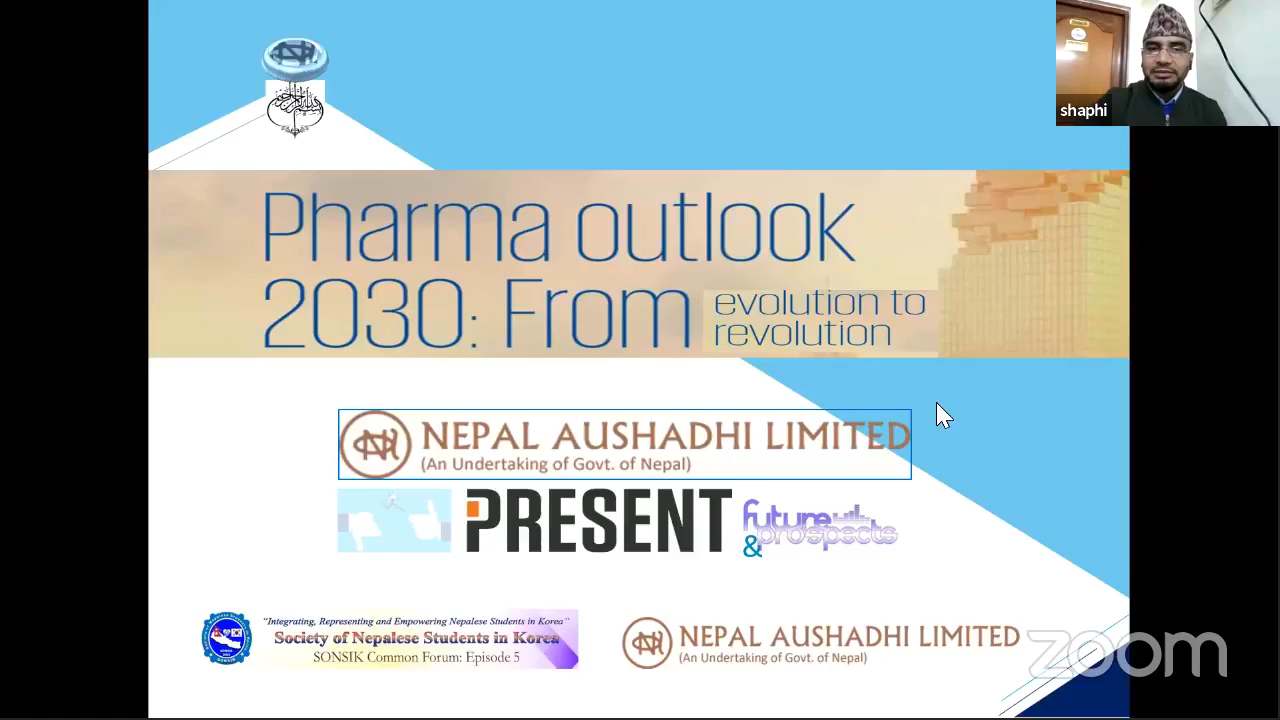 shaphi
Pharma outlook
2030: From
evolution to
revolution
NEPAL AUSHADHI LIMITED
(An Undertaking of Govt. of Nepal)
PRESENT
&
future
prospects
"Integrating, Representing and Empowering Nepalese Students in Korea"
Society of Nepalese Students in Korea
SONSIK Common Forum: Episode 5
NEPAL AUSHADHI LIMITED
(An Undertaking of Govt. of Nepal)
zoom